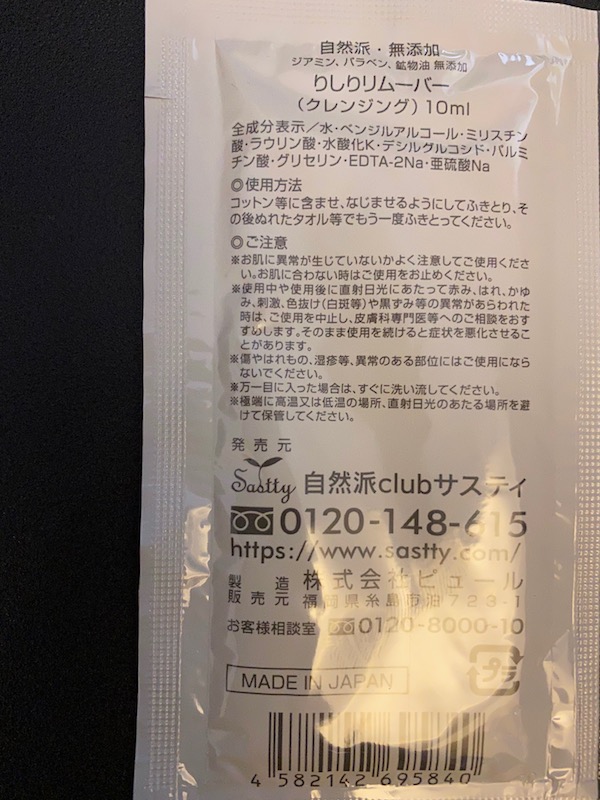 自然派・無添加
ジアミン、パラベン、鉱物油 無添加
りしりリムーバー
(クレンジング) 10ml
全成分表示/水・ベンジルアルコール・ミリスチン
酸・ラウリン酸・水酸化K・デシルグルコシド・パルミ
チン酸・グリセリン・EDTA-2Na・亜硫酸Na
◎使用方法
コットン等に含ませ、なじませるようにしてふきとり、そ
の後ぬれたタオル等でもう一度ふきとってください。
◎ご注意
※お肌に異常が生じていないかよく注意してご使用くださ
い。お肌に合わない時はご使用をお止めください。
※使用中や使用後に直射日光にあたって赤み、はれ、かゆ
み、刺激、色抜け(白斑等)や黒ずみ等の異常があらわれた
時は、ご使用を中止し、皮膚科専門医等へのご相談をおす
すめします。そのまま使用を続けると症状を悪化させるこ
とがあります。
※傷やはれもの、湿疹等、異常のある部位にはご使用になら
ないでください。
※万一目に入った場合は、すぐに洗い流してください。
※極端に高温又は低温の場所、直射日光のあたる場所を避
けて保管してください。
発売元
Sastty 自然派clubサスティ
0120-148-615
https://www.sastty.com/
製造 株式会社ピュール
販売元 福岡県糸島市油723-1
お客様相談室 0120-8000-10
MADE IN JAPAN
プラ
4 582142 695840